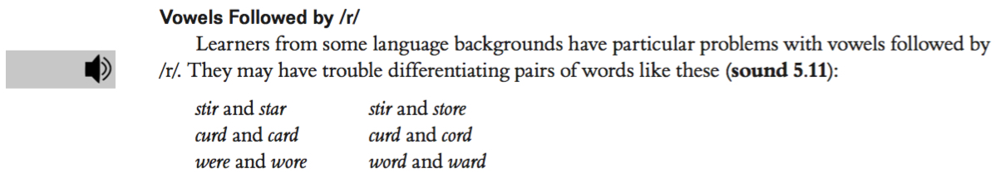 Vowels Followed by /r/
Learners from some language backgrounds have particular problems with vowels followed by
/r/. They may have trouble differentiating pairs of words like these (sound 5.11):
stir and star stir and store
curd and card curd and cord
were and wore word and ward